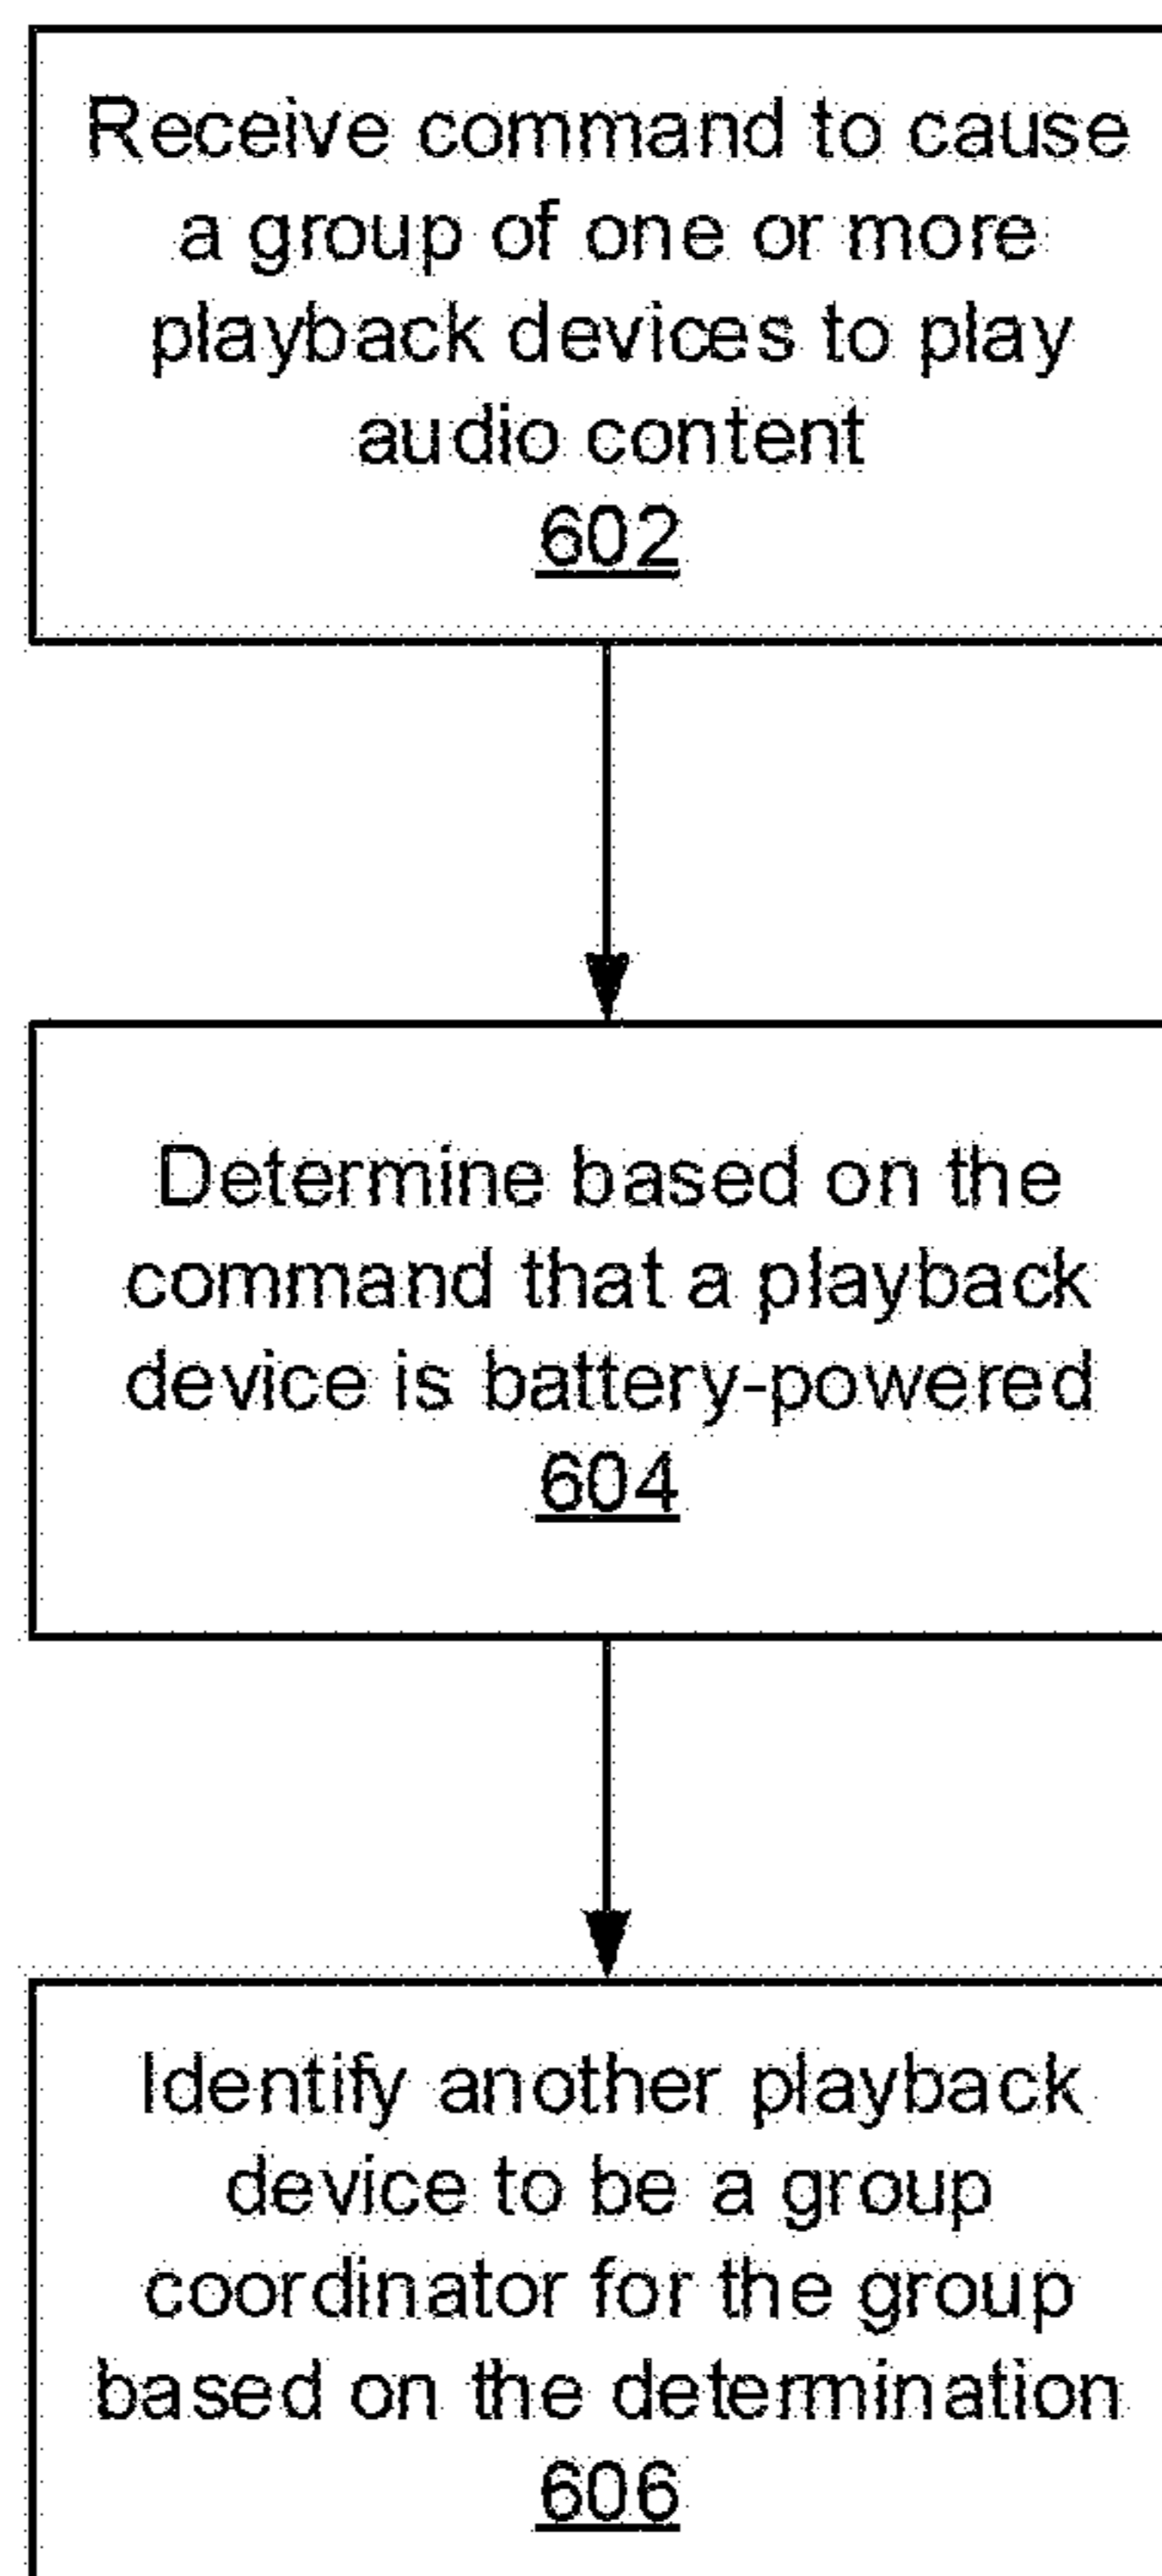 Receive command to cause
a group of one or more
playback devices to play
audio content
602
Determine based on the
command that a playback
device is battery-powered
604
Identify another playback
device to be a group
coordinator for the group
based on the determination
606